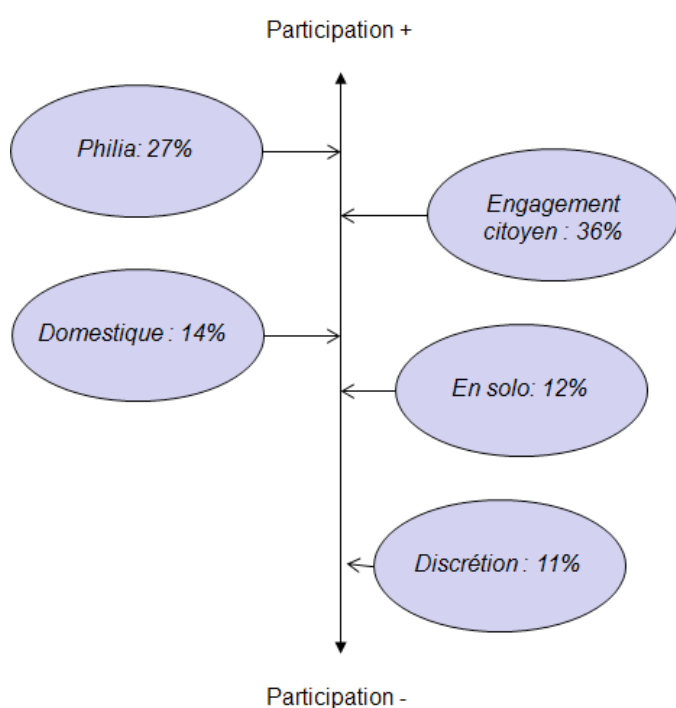 Participation +
Philia: 27%
Engagement
citoyen : 36%
Domestique : 14%
En solo: 12%
Discrétion : 11%
Participation -